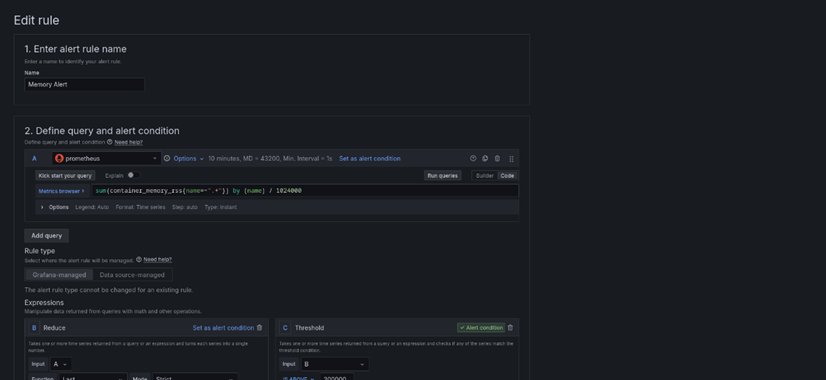 Edit rule
1. Enter alert rule name
Enter a name to identify your alert rule.
Name
Memory Alert
2. Define query and alert condition
Define query and alert condition Need help?
A prometheus Options 10 minutes, MD = 43200, Min. Interval = 1s Set as alert condition
Kick start your query Explain Run queries Builder Code
Metrics browser > sum(container_memory_rss{name=~".+"}) by (name) / 1024000
> Options Legend: Auto Format: Time series Step: auto Type: Instant
Add query
Rule type
Select where the alert rule will be managed. Need help?
Grafana-managed Data source-managed
The alert rule type cannot be changed for an existing rule.
Expressions
Manipulate data returned from queries with math and other operations.
B Reduce Set as alert condition
C Threshold Alert condition
Takes one or more time series returned from a query or an expression and turns each series into a single
number.
Takes one or more time series returned from a query or an expression and checks if any of the series match the
threshold condition.
Input A
Input B
Function Last Mode Strict
IS ABOVE 200000